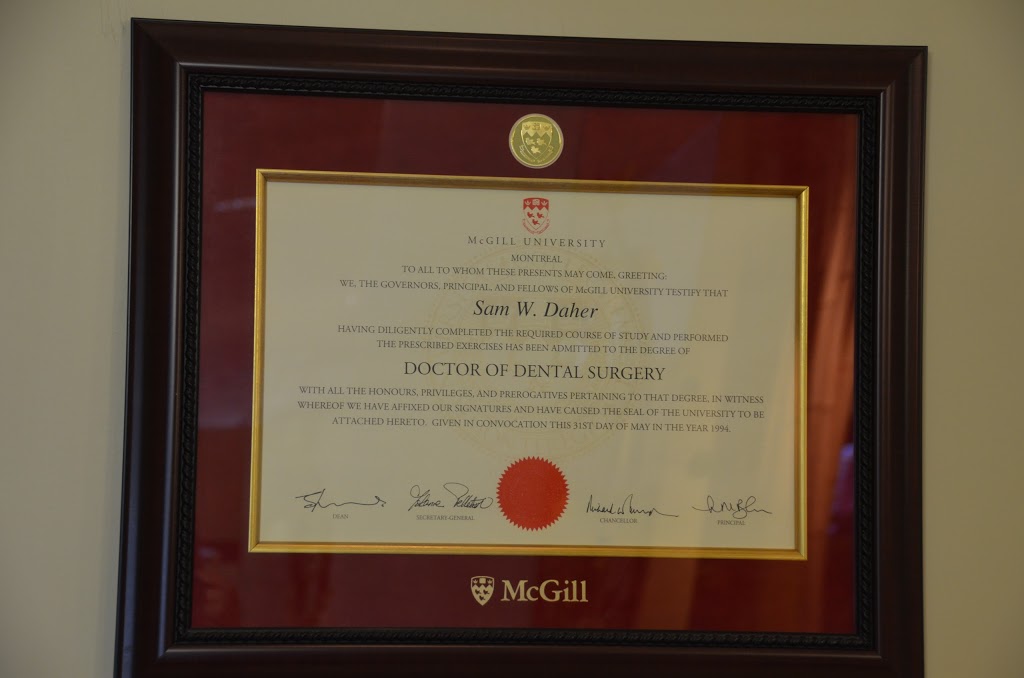 McGILL UNIVERSITY
MONTREAL
TO ALL TO WHOM THESE PRESENTS MAY COME, GREETING:
WE, THE GOVERNORS, PRINCIPAL, AND FELLOWS OF McGILL UNIVERSITY TESTIFY THAT
Sam W. Daher
HAVING DILIGENTLY COMPLETED THE REQUIRED COURSE OF STUDY AND PERFORMED
THE PRESCRIBED EXERCISES HAS BEEN ADMITTED TO THE DEGREE OF
DOCTOR OF DENTAL SURGERY
WITH ALL THE HONOURS, PRIVILEGES, AND PREROGATIVES PERTAINING TO THAT DEGREE, IN WITNESS
WHEREOF WE HAVE AFFIXED OUR SIGNATURES AND HAVE CAUSED THE SEAL OF THE UNIVERSITY TO BE
ATTACHED HERETO. GIVEN IN CONVOCATION THIS 31ST DAY OF MAY IN THE YEAR 1994.
DEAN
SECRETARY-GENERAL
CHANCELLOR
PRINCIPAL
McGill